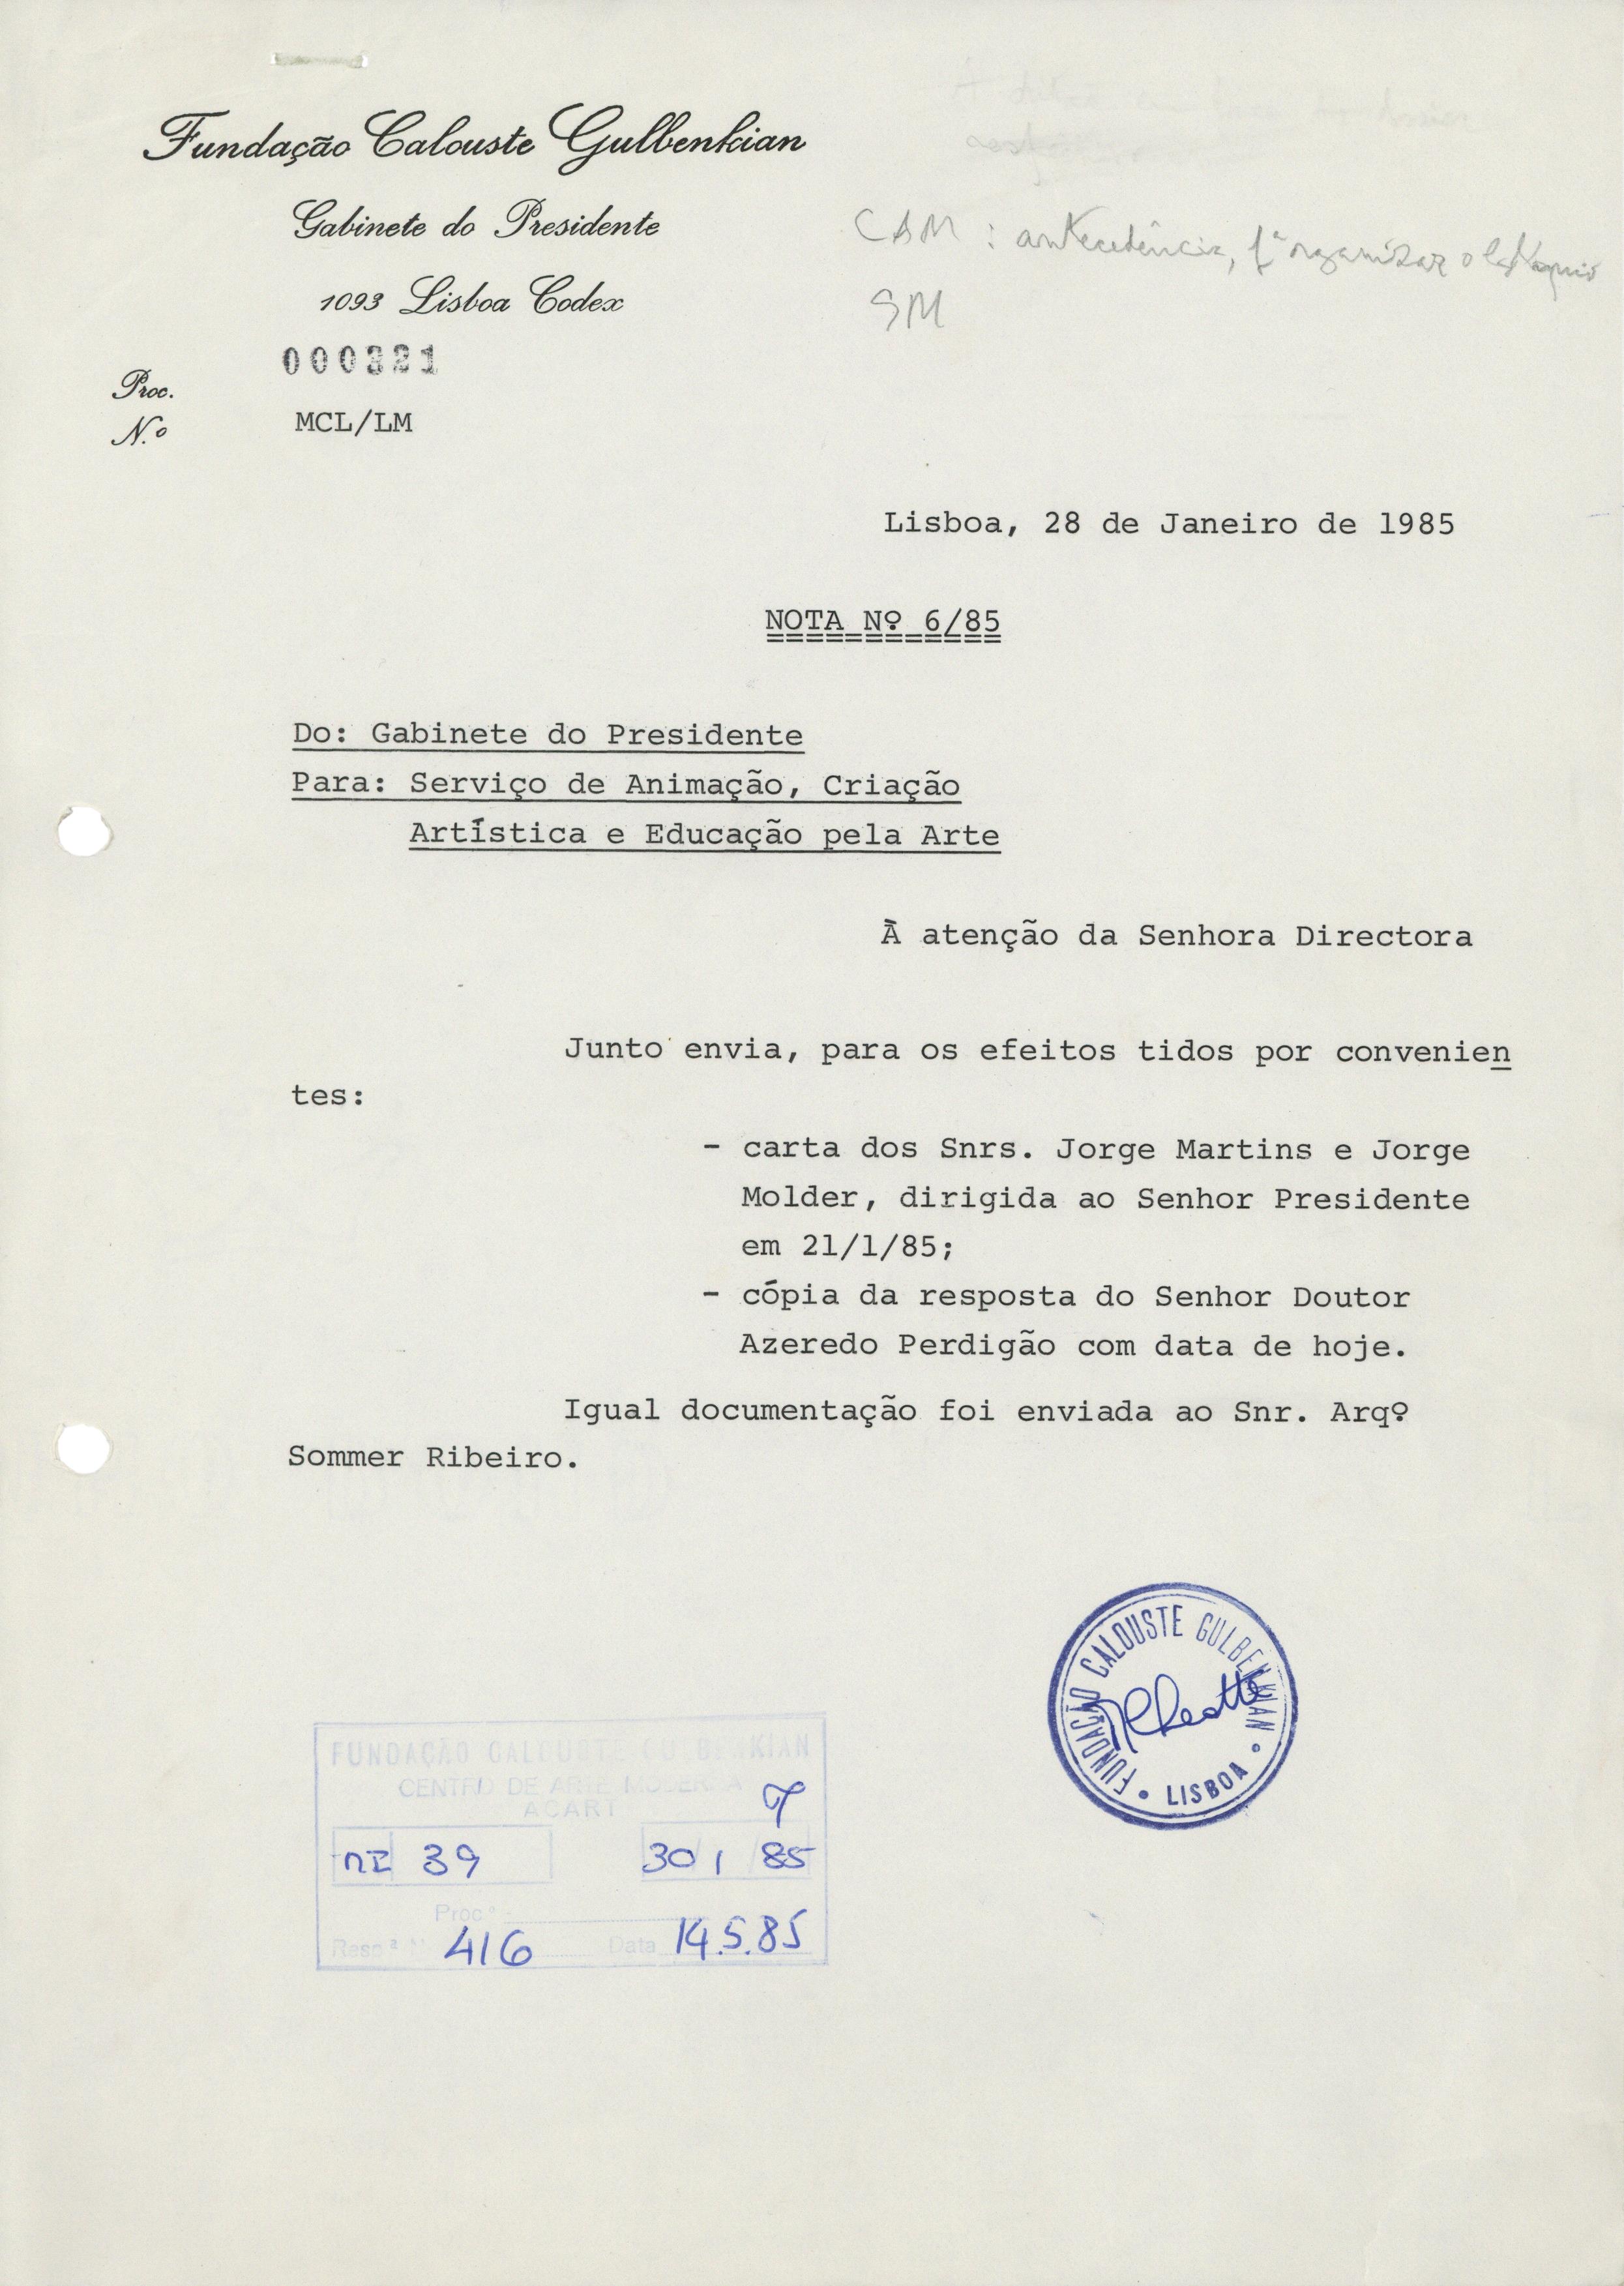 Fundação Calouste Gulbenkian
Gabinete do Presidente
1093 Lisboa Codex
CAM : antecedência, pª organizar o
SM
000321
Proc.
N.º MCL/LM
Lisboa, 28 de Janeiro de 1985
NOTA Nº 6/85
Do: Gabinete do Presidente
Para: Serviço de Animação, Criação
Artística e Educação pela Arte
À atenção da Senhora Directora
Junto envia, para os efeitos tidos por convenien
tes:
- carta dos Snrs. Jorge Martins e Jorge
Molder, dirigida ao Senhor Presidente
em 21/1/85;
- cópia da resposta do Senhor Doutor
Azeredo Perdigão com data de hoje.
Igual documentação foi enviada ao Snr. Arqº
Sommer Ribeiro.
FUNDAÇÃO CALOUSTE GULBENKIAN
• LISBOA •
FUNDAÇÃO CALOUSTE GULBENKIAN
CENTRO DE ARTE MODERNA
ACART
nI 39 30 1 85
Proc.º
Resp.ª N.º 416 Data 14.5.85